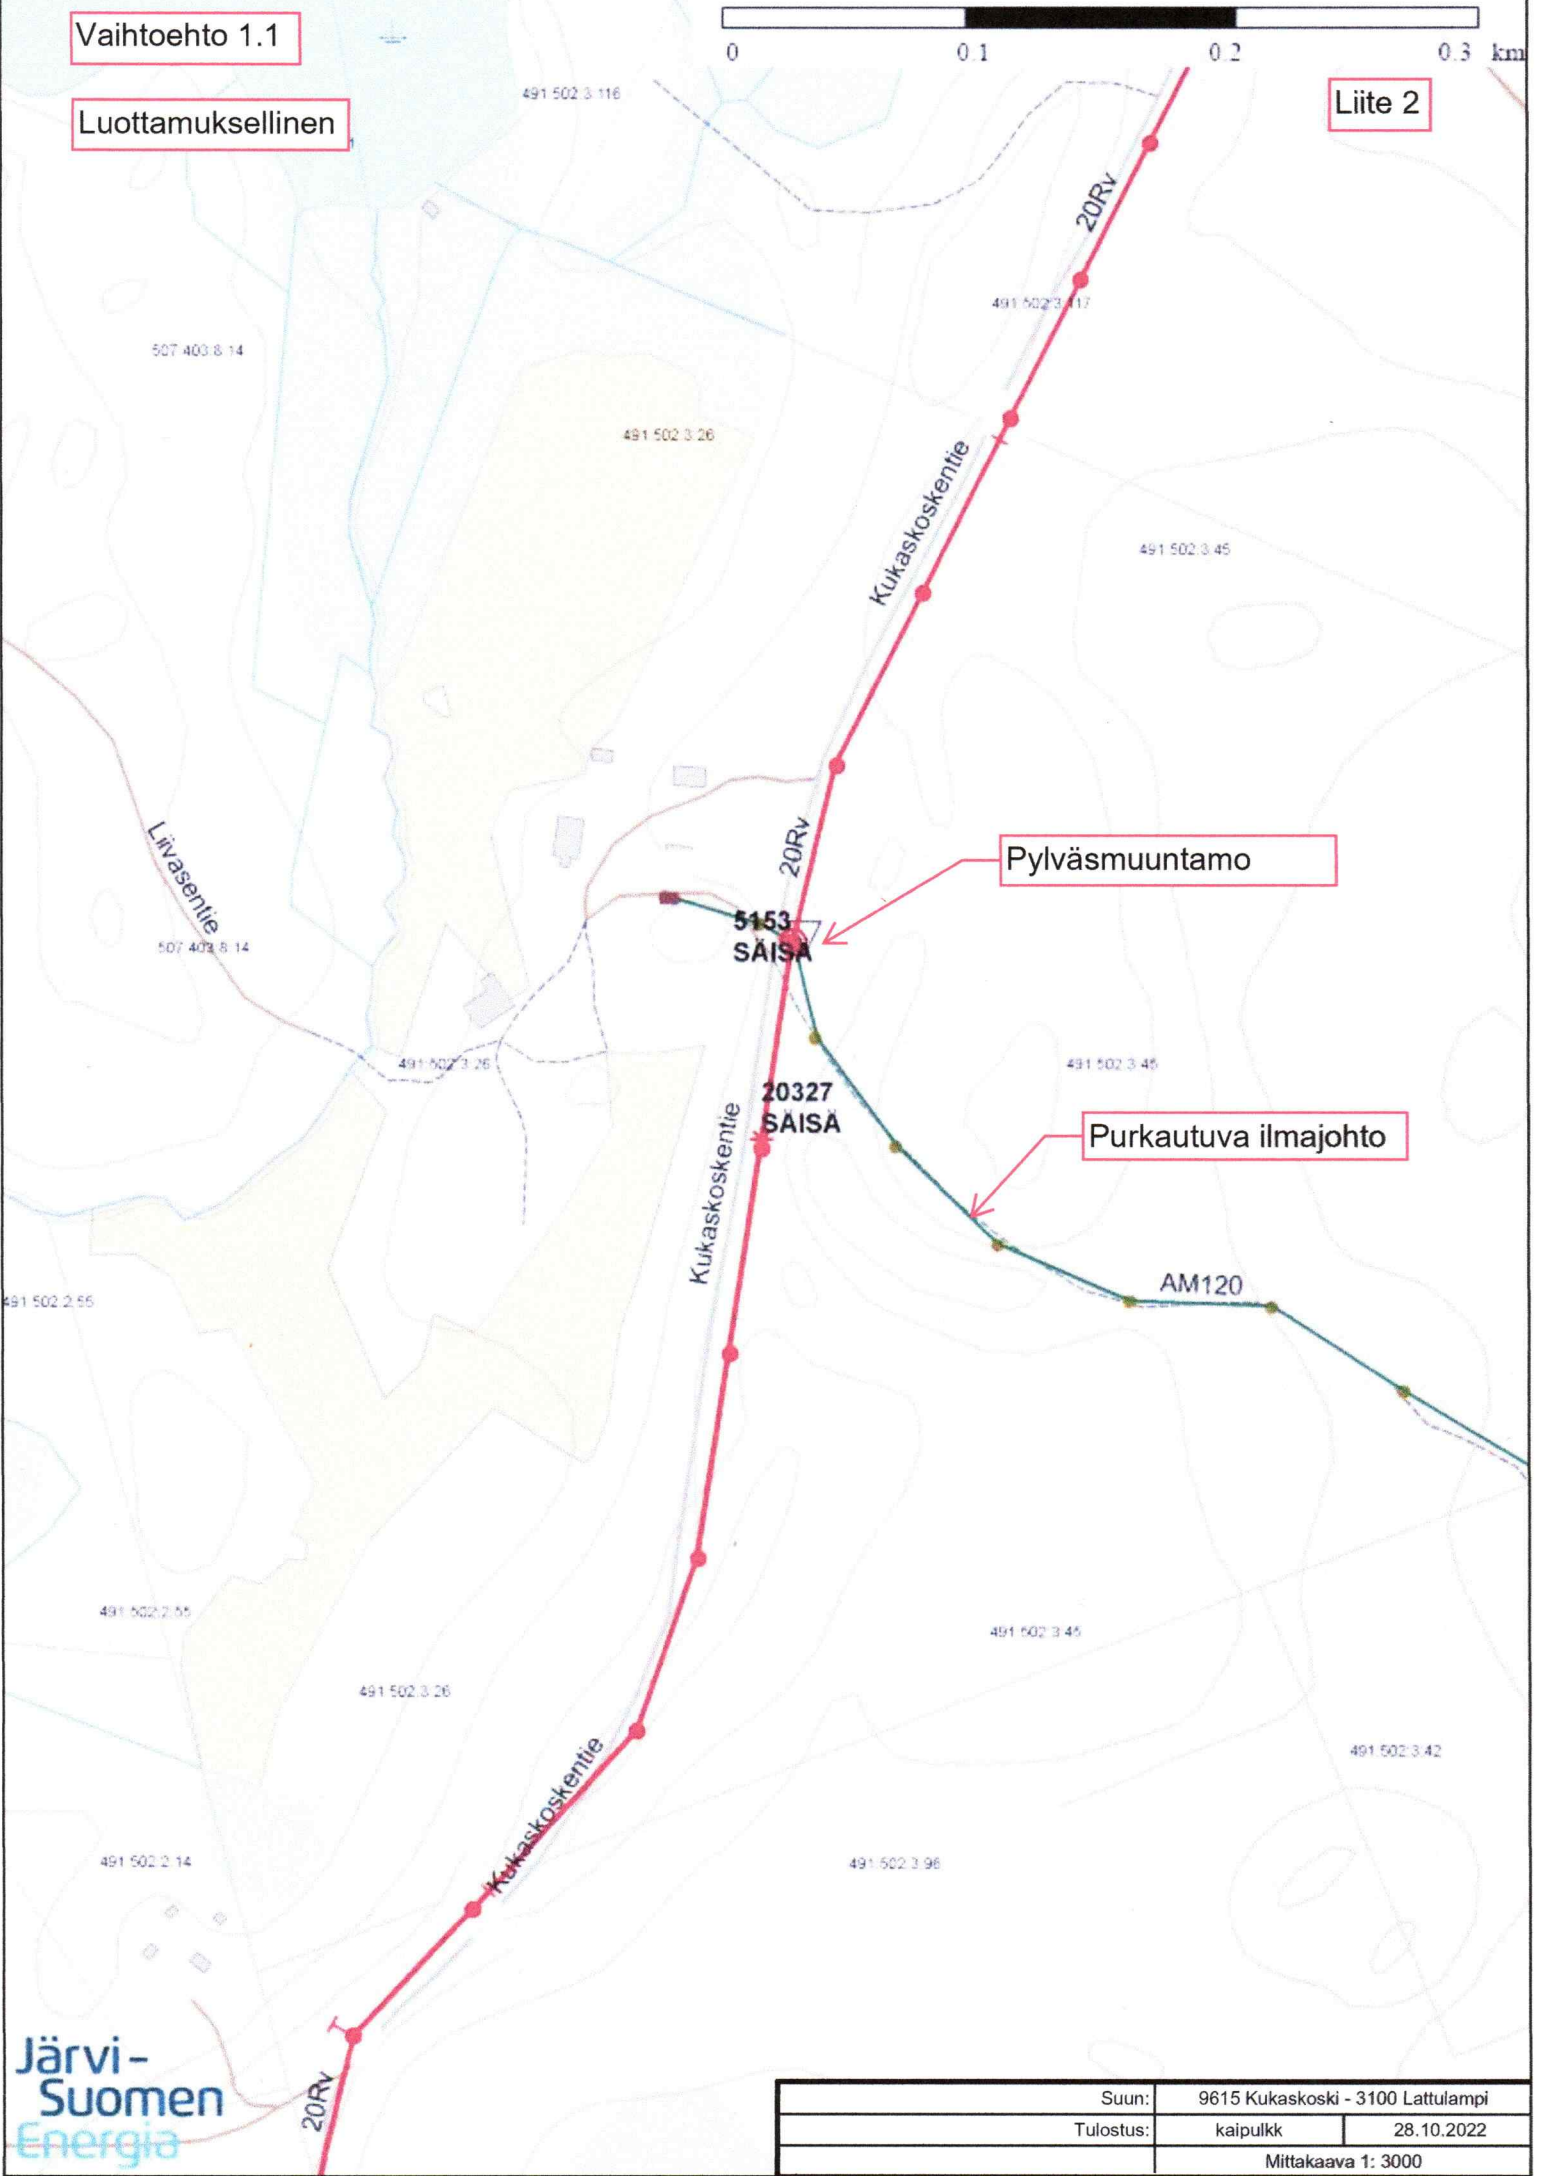 Vaihtoehto 1.1
0 0.1 0.2 0.3 km
Luottamuksellinen
Liite 2
491:502:3:116
20Rv
491:502:3:117
507:403:8:14
491:502:3:26
Kukaskoskentie
491:502:3:45
20Rv
Liivasentie
Pylväsmuuntamo
5153
SÄISÄ
507:403:8:14
491:502:3:26
491:502:3:45
20327
SÄISÄ
Kukaskoskentie
Purkautuva ilmajohto
AM120
491:502:2:55
491:502:2:55
491:502:3:45
491:502:3:26
Kukaskoskentie
491:502:3:42
491:502:2:14
491:502:3:96
20Rv
Järvi-
Suomen
Energia
Suun: 9615 Kukaskoski - 3100 Lattulampi
Tulostus: kaipulkk 28.10.2022
Mittakaava 1: 3000